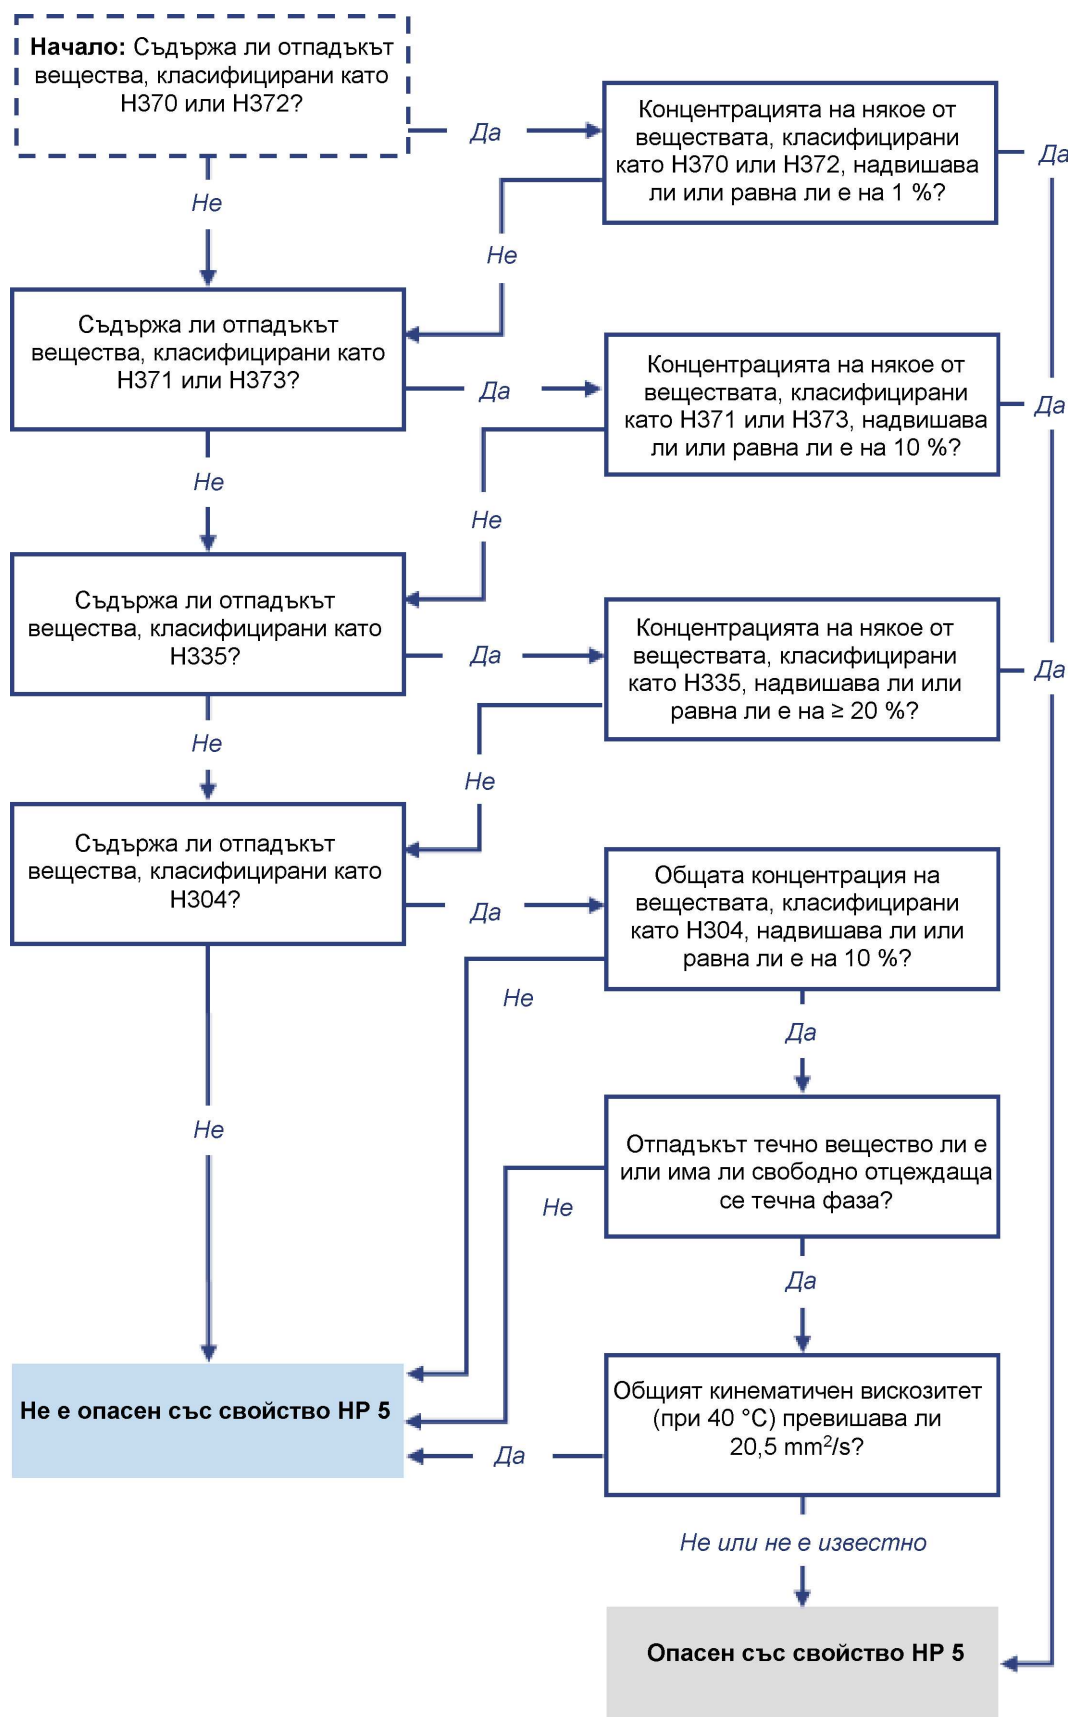 Начало: Съдържа ли отпадъкът
вещества, класифицирани като
H370 или H372?
Да
Концентрацията на някое от
веществата, класифицирани
като H370 или H372, надвишава
ли или равна ли е на 1 %?
Да
Не
Не
Съдържа ли отпадъкът
вещества, класифицирани като
H371 или H373?
Да
Концентрацията на някое от
веществата, класифицирани
като H371 или H373, надвишава
ли или равна ли е на 10 %?
Да
Не
Не
Съдържа ли отпадъкът
вещества, класифицирани като
H335?
Да
Концентрацията на някое от
веществата, класифицирани
като H335, надвишава ли или
равна ли е на ≥ 20 %?
Да
Не
Не
Съдържа ли отпадъкът
вещества, класифицирани като
H304?
Да
Общата концентрация на
веществата, класифицирани
като H304, надвишава ли или
равна ли е на 10 %?
Не
Да
Не
Отпадъкът течно вещество ли е
или има ли свободно отцеждаща
се течна фаза?
Не
Да
Общият кинематичен вискозитет
(при 40 °C) превишава ли
20,5 mm²/s?
Не е опасен със свойство HP 5
Да
Не или не е известно
Опасен със свойство HP 5